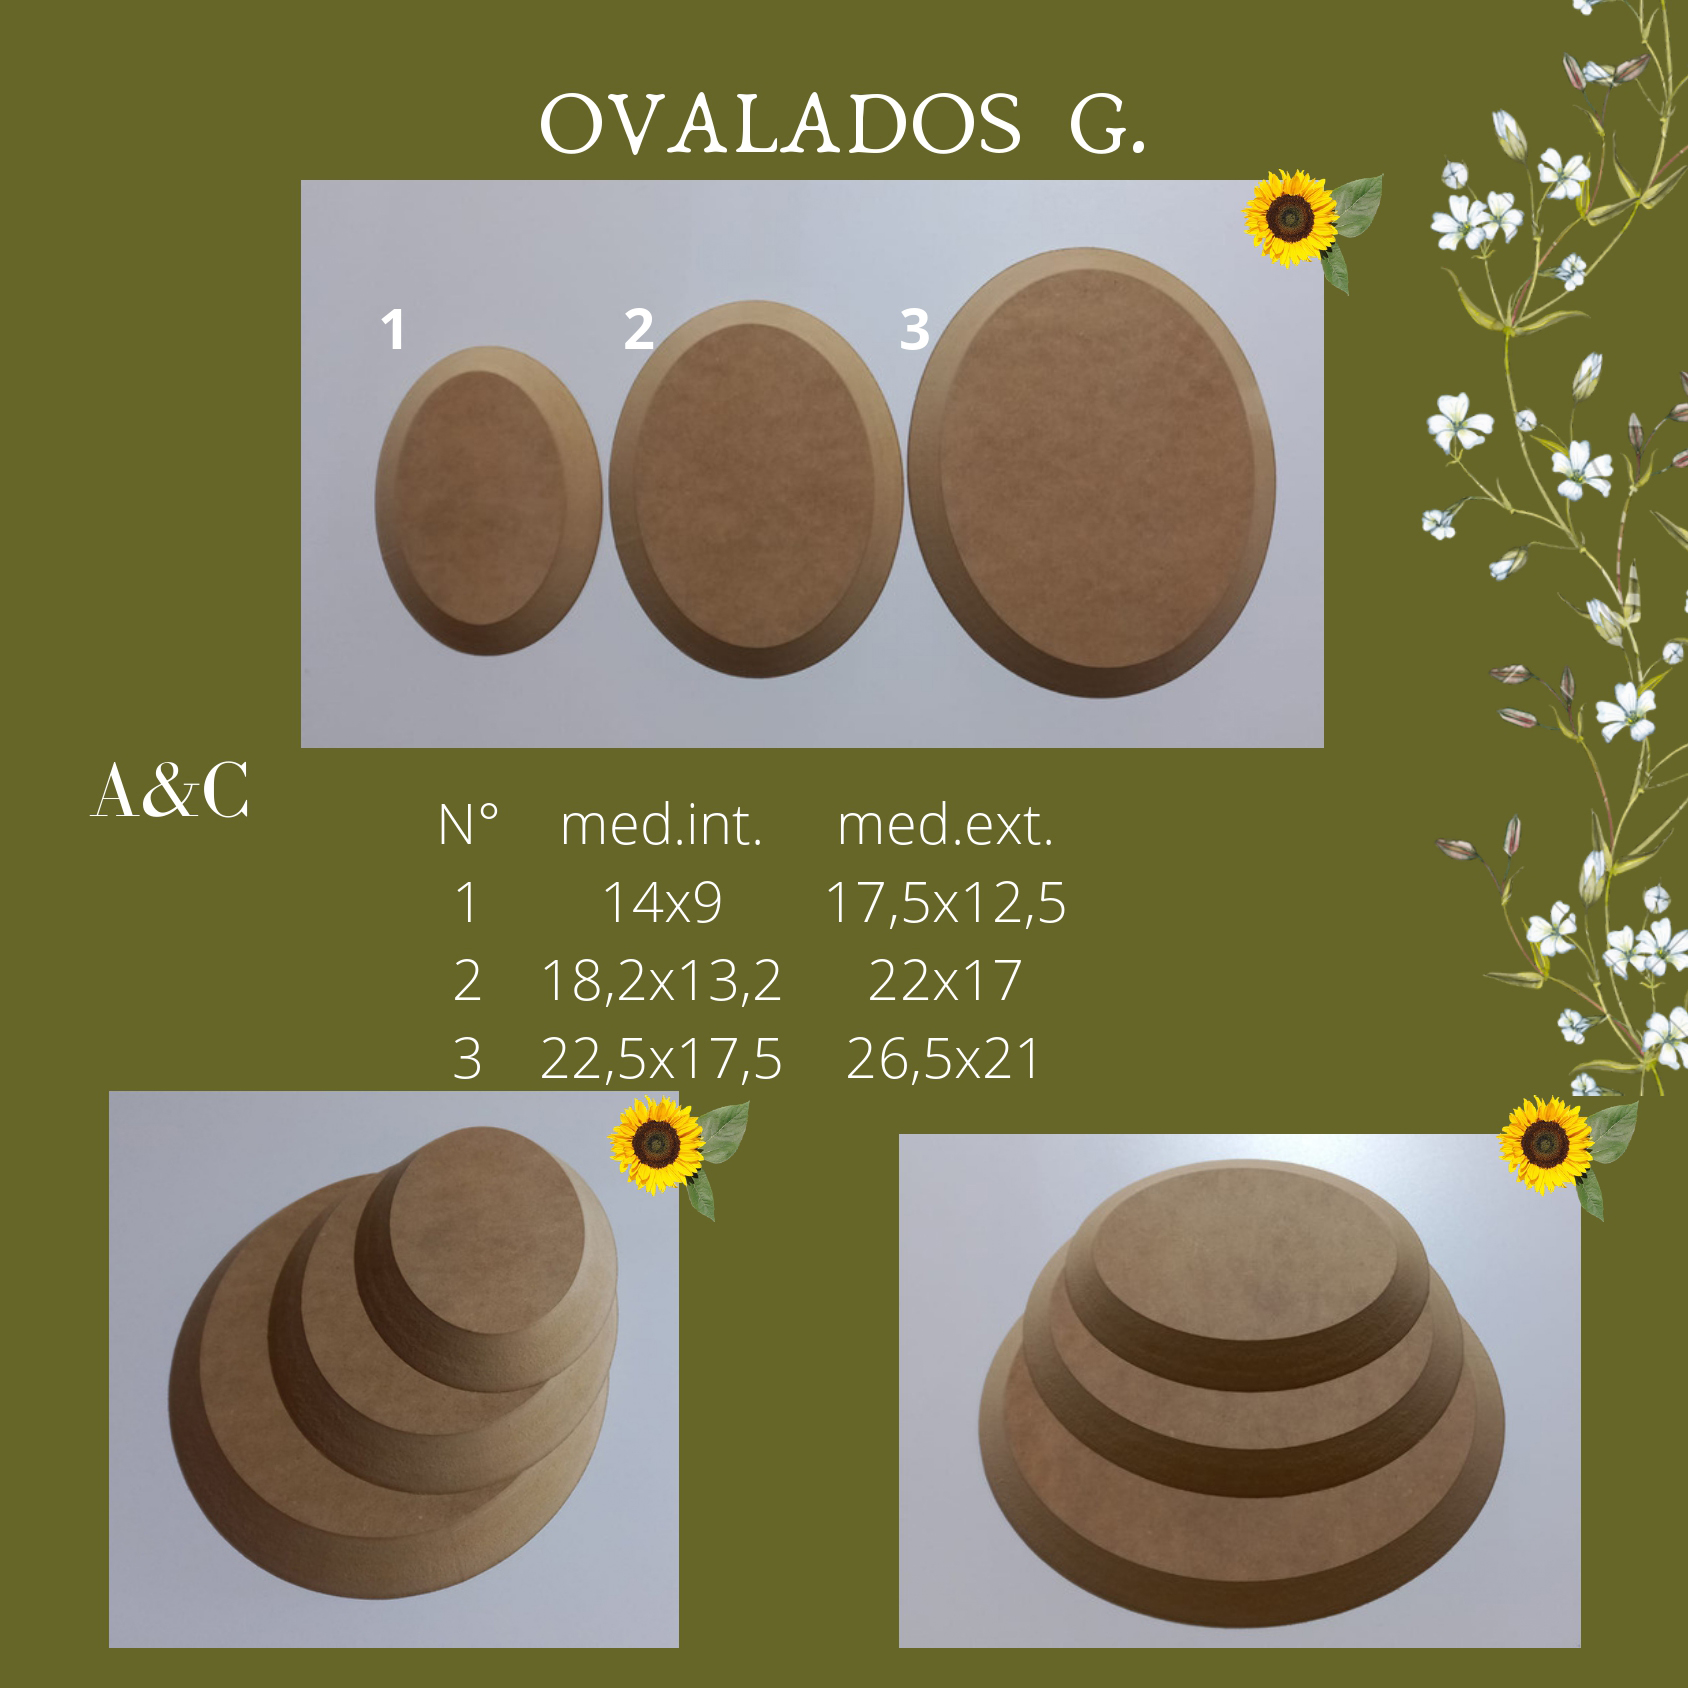 OVALADOS G.
1 2 3
A&C
N° med.int. med.ext.
1 14x9 17,5x12,5
2 18,2x13,2 22x17
3 22,5x17,5 26,5x21